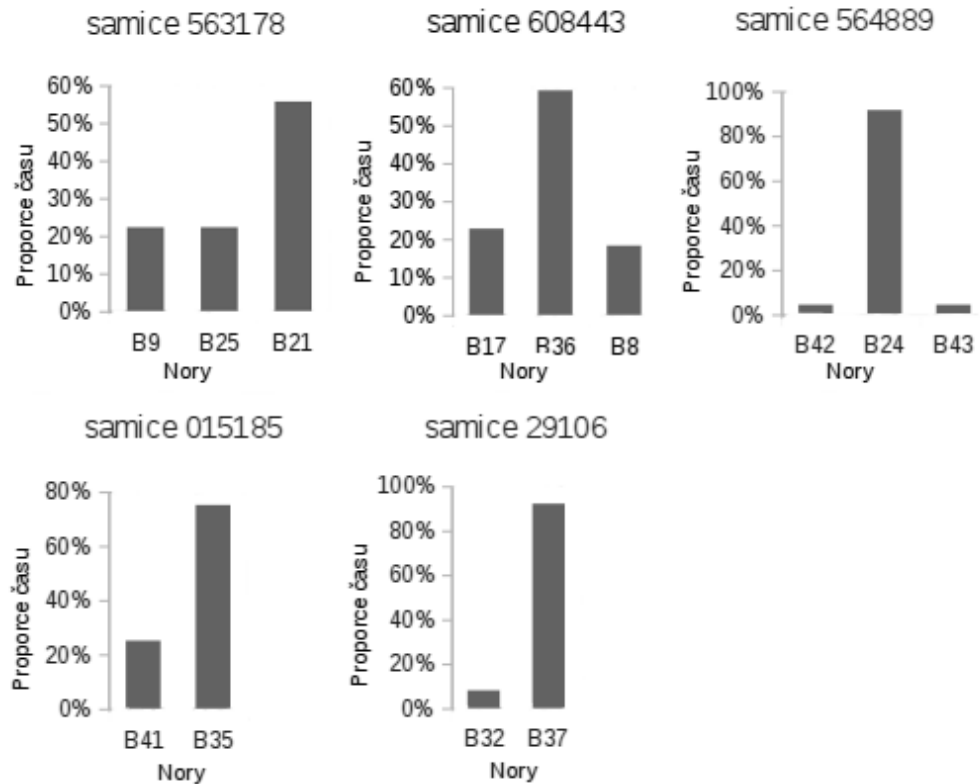 samice 563178
60%
50%
40%
30%
20%
10%
0%
Proporce času
B9 B25 B21
Nory
samice 608443
60%
50%
40%
30%
20%
10%
0%
Proporce času
B17 B36 B8
Nory
samice 564889
100%
80%
60%
40%
20%
0%
Proporce času
B42 B24 B43
Nory
samice 015185
80%
60%
40%
20%
0%
Proporce času
B41 B35
Nory
samice 29106
100%
80%
60%
40%
20%
0%
Proporce času
B32 B37
Nory